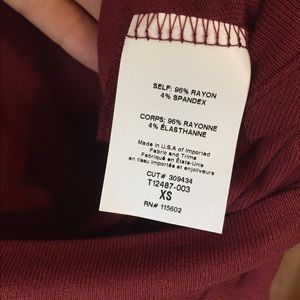 SELF: 96% RAYON
4% SPANDEX
CORPS: 96% RAYONNE
4% ÉLASTHANNE
Made in U.S.A of Imported
Fabric and Trims
Fabriqué en États-Unis
en tissu importés et enjoliveurs
CUT# 309434
T12487-003
XS
RN# 115602